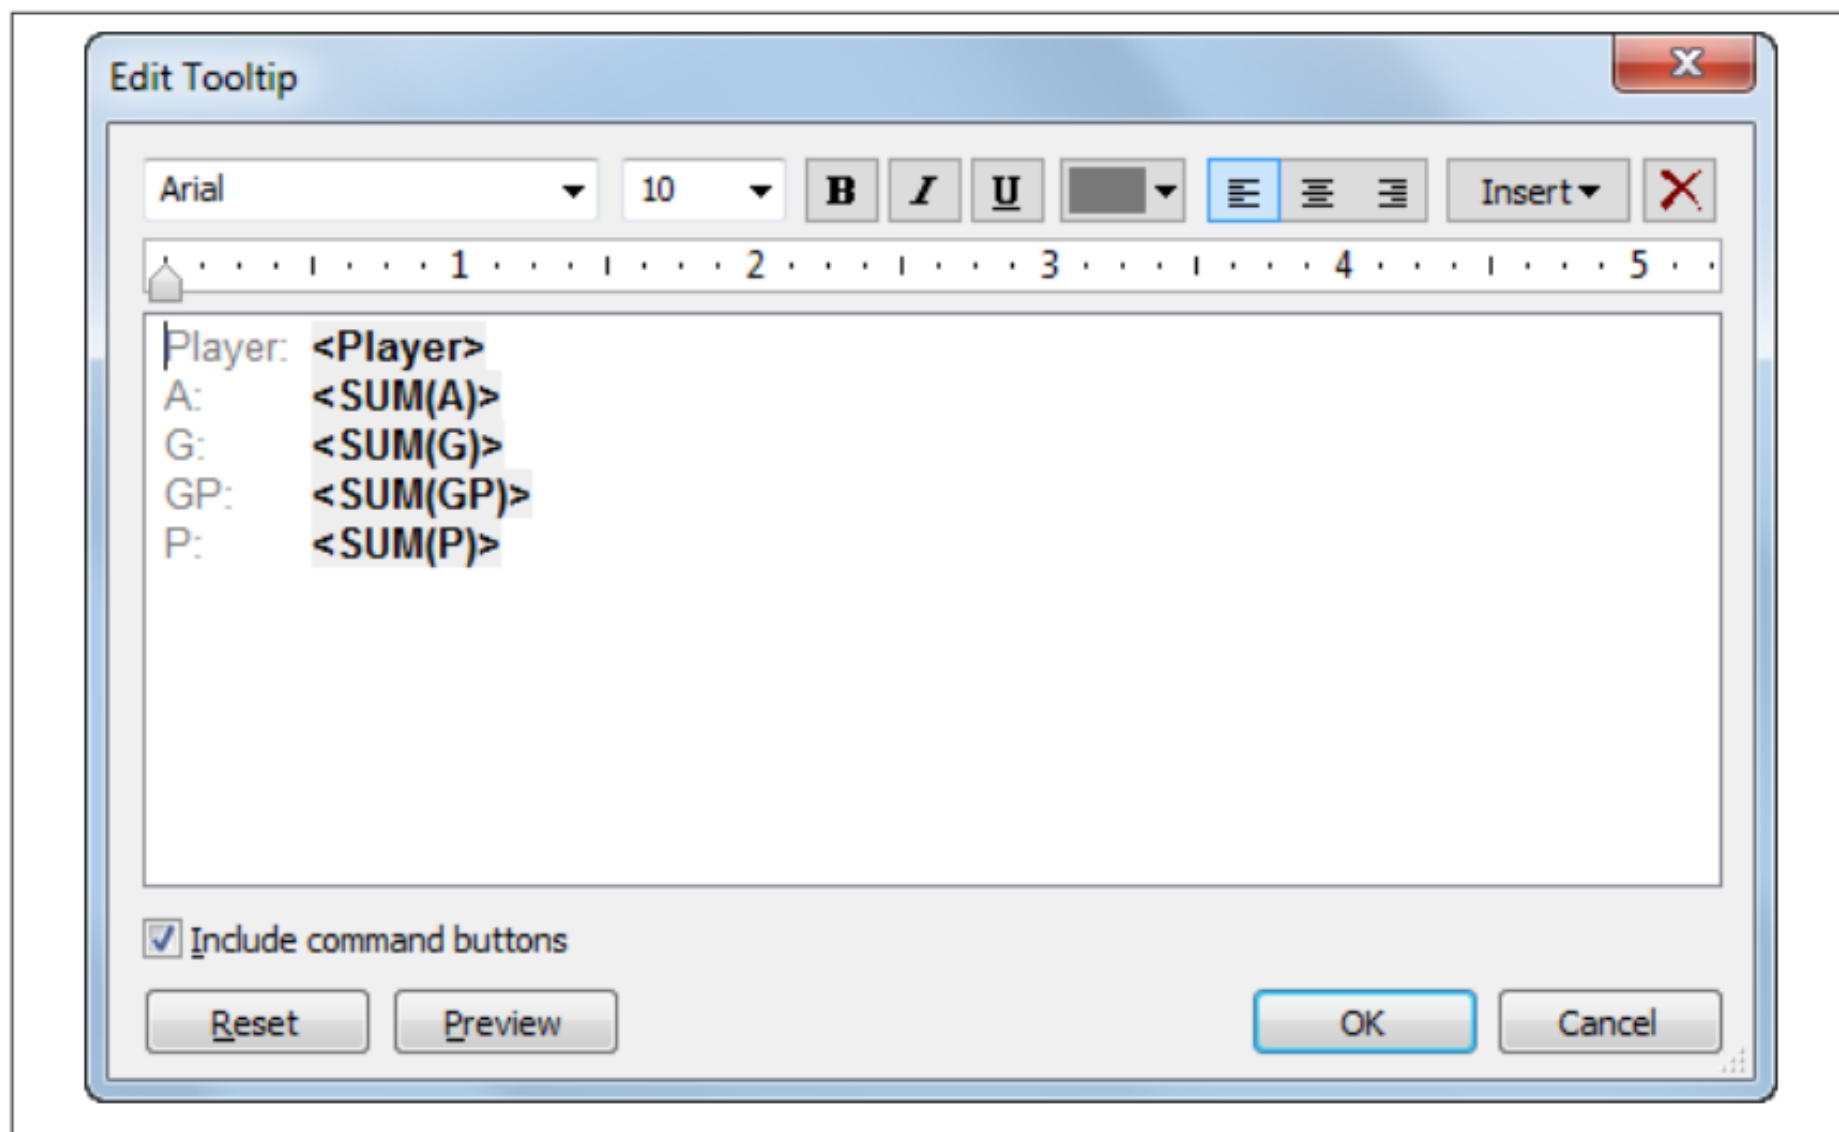 Edit Tooltip
Arial 10 B I U Insert
1 2 3 4 5
Player: <Player>
A: <SUM(A)>
G: <SUM(G)>
GP: <SUM(GP)>
P: <SUM(P)>
Include command buttons
Reset Preview OK Cancel